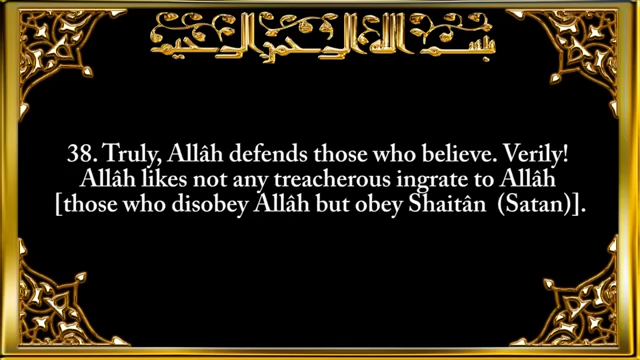 بسم الله الرحمن الرحيم
38. Truly, Allâh defends those who believe. Verily!
Allâh likes not any treacherous ingrate to Allâh
[those who disobey Allâh but obey Shaitân (Satan)].